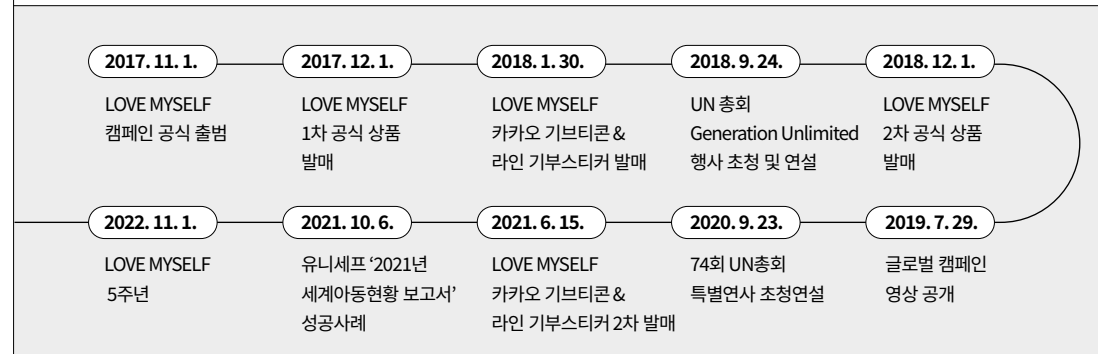 2017. 11. 1.
LOVE MYSELF
캠페인 공식 출범
2017. 12. 1.
LOVE MYSELF
1차 공식 상품
발매
2018. 1. 30.
LOVE MYSELF
카카오 기브티콘 &
라인 기부스티커 발매
2018. 9. 24.
UN 총회
Generation Unlimited
행사 초청 및 연설
2018. 12. 1.
LOVE MYSELF
2차 공식 상품
발매
2019. 7. 29.
글로벌 캠페인
영상 공개
2020. 9. 23.
74회 UN총회
특별연사 초청연설
2021. 6. 15.
LOVE MYSELF
카카오 기브티콘 &
라인 기부스티커 2차 발매
2021. 10. 6.
유니세프 ‘2021년
세계아동현황 보고서’
성공사례
2022. 11. 1.
LOVE MYSELF
5주년